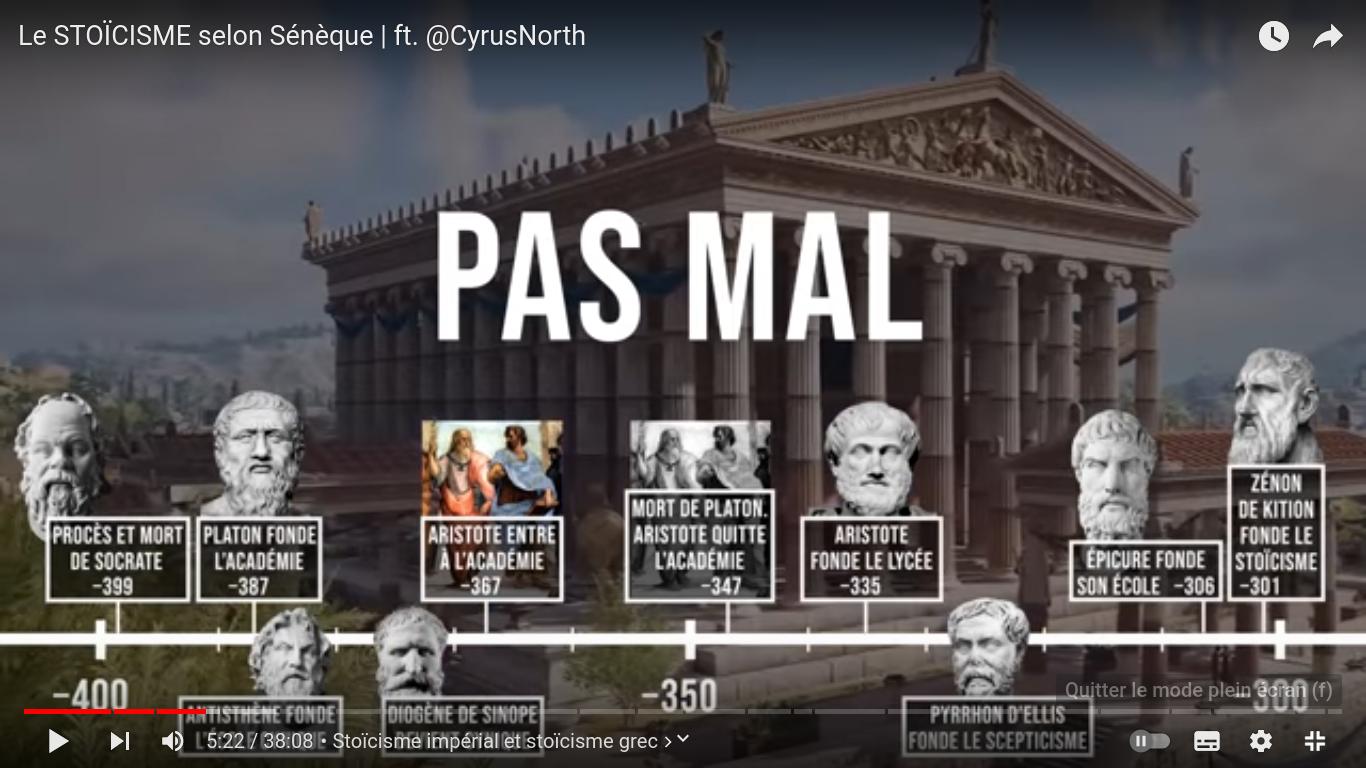 Le STOÏCISME selon Sénèque | ft. @CyrusNorth
PAS MAL
PROCÈS ET MORT
DE SOCRATE
–399
PLATON FONDE
L'ACADÉMIE
–387
ARISTOTE ENTRE
À L'ACADÉMIE
–367
MORT DE PLATON.
ARISTOTE QUITTE
L'ACADÉMIE
–347
ARISTOTE
FONDE LE LYCÉE
–335
ÉPICURE FONDE
SON ÉCOLE –306
ZÉNON
DE KITION
FONDE LE
STOÏCISME
–301
–400
–350
–300
Quitter le mode plein écran (f)
ANTISTHÈNE FONDE
DIOGÈNE DE SINOPE
PYRRHON D'ELLIS
FONDE LE SCEPTICISME
5:22 / 38:08 • Stoïcisme impérial et stoïcisme grec